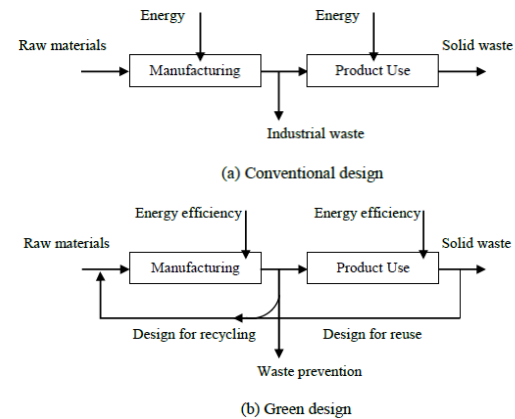 Energy Energy
Raw materials Solid waste
Manufacturing Product Use
Industrial waste
(a) Conventional design
Energy efficiency Energy efficiency
Raw materials Solid waste
Manufacturing Product Use
Design for recycling Design for reuse
Waste prevention
(b) Green design